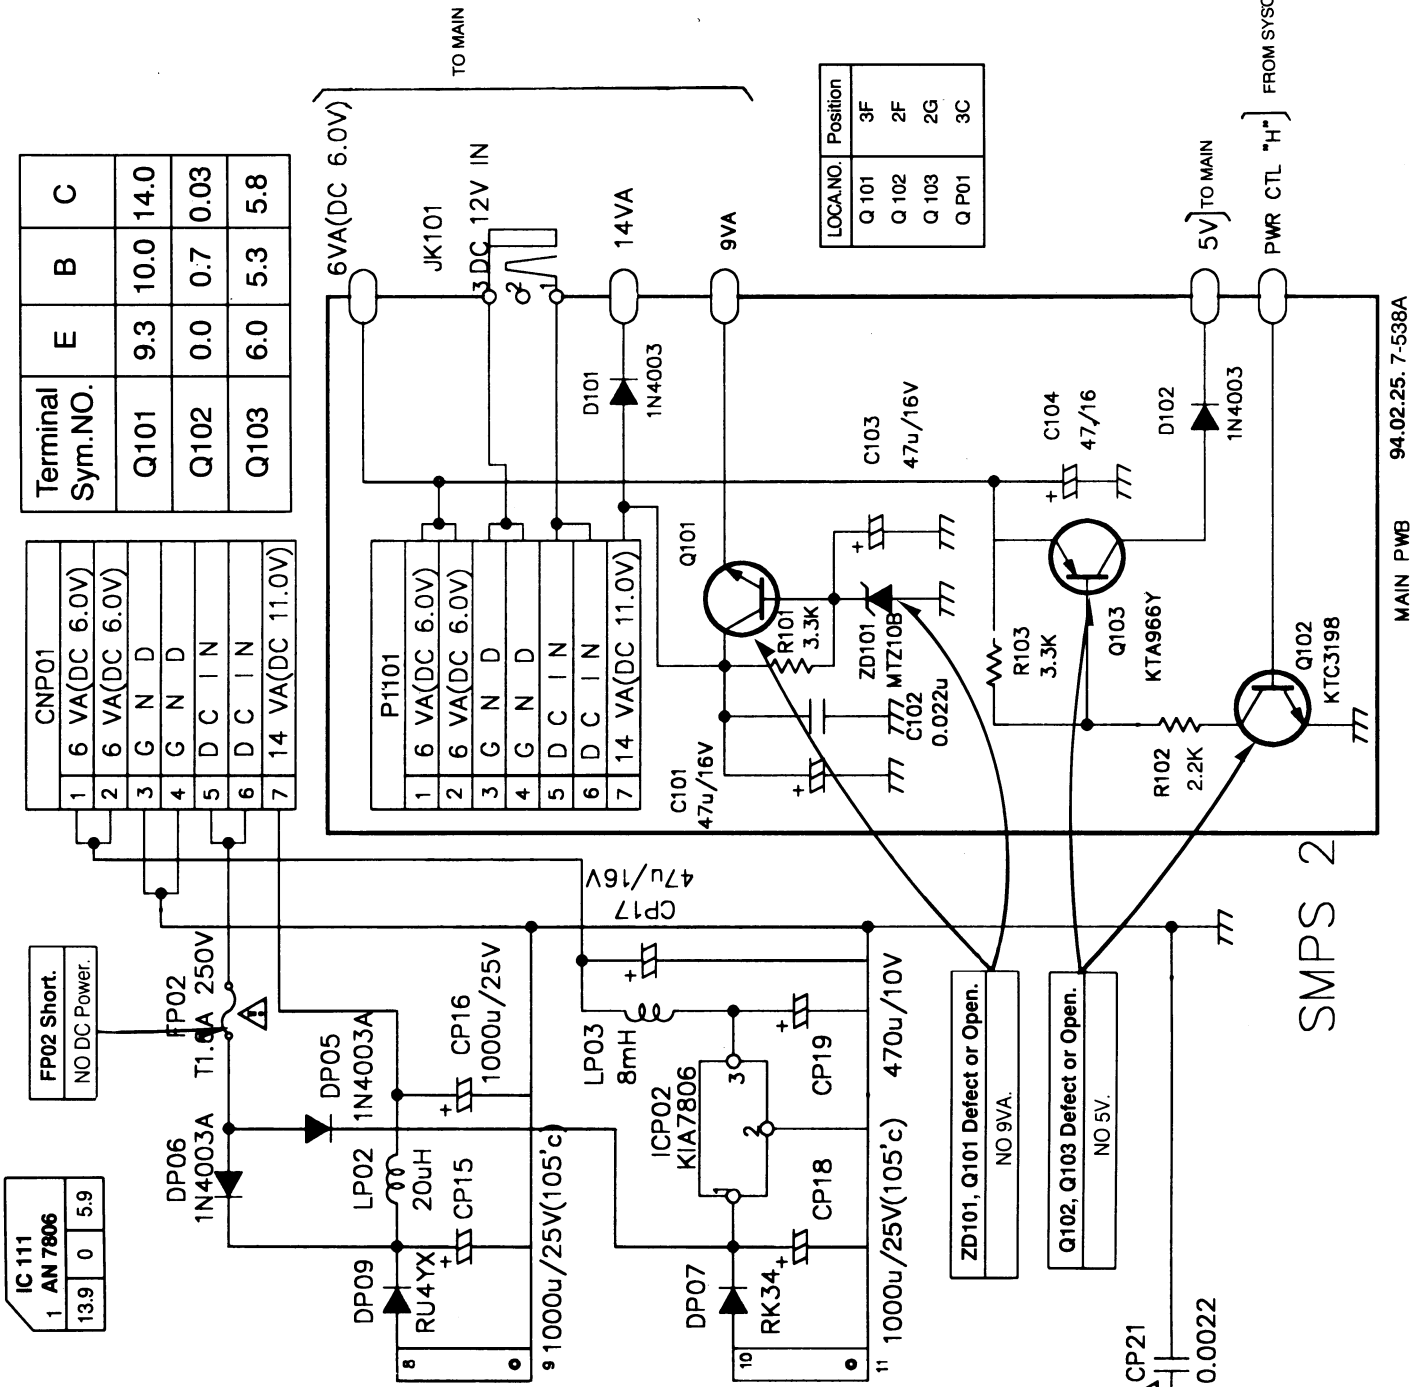 IC 111
AN 7806
1
13.9 0 5.9
FP02 Short.
NO DC Power.
FP02
250V
DP06
1N4003A
DP05
1N4003A
LP02
20uH
CP16
1000u/25V
CP15
DP09
RU4YX
8
9
1000u/25V(105'c)
LP03
8mH
CP17
47u/16V
ICP02
KIA7806
1
2
3
CP19
470u/10V
CP18
1000u/25V(105'c)
DP07
RK34
10
11
CP21
0.0022
CNP01
1 6 VA(DC 6.0V)
2 6 VA(DC 6.0V)
3 G N D
4 G N D
5 D C I N
6 D C I N
7 14 VA(DC 11.0V)
Terminal Sym.NO. E B C
Q101 9.3 10.0 14.0
Q102 0.0 0.7 0.03
Q103 6.0 5.3 5.8
P1101
1 6 VA(DC 6.0V)
2 6 VA(DC 6.0V)
3 G N D
4 G N D
5 D C I N
6 D C I N
7 14 VA(DC 11.0V)
6VA(DC 6.0V)
TO MAIN
JK101
DC 12V IN
3
2
1
14VA
9VA
D101
1N4003
LOCA.NO. Position
Q 101 3F
Q 102 2F
Q 103 2G
Q P01 3C
Q101
C103
47u/16V
R101
3.3K
ZD101
MTZ10B
C102
0.022u
C101
47u/16V
C104
47/16
D102
1N4003
5V
TO MAIN
PWR CTL "H"
R103
3.3K
Q103
KTA966Y
R102
2.2K
Q102
KTC3198
ZD101, Q101 Defect or Open.
NO 9VA.
Q102, Q103 Defect or Open.
NO 5V.
SMPS 2
MAIN PWB
94.02.25. 7-538A